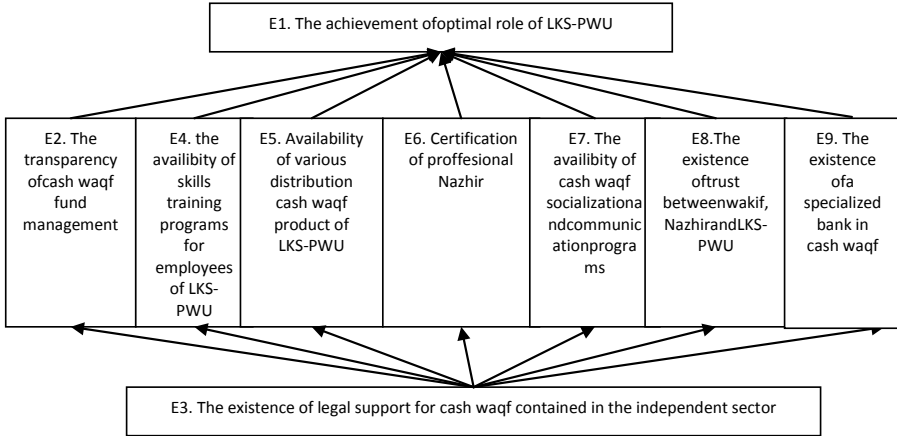 E1. The achievement ofoptimal role of LKS-PWU
E2. The
transparency
ofcash waqf
fund
management
E4. the
availibity of
skills
training
programs
for
employees
of LKS-
PWU
E5. Availability
of various
distribution
cash waqf
product of
LKS-PWU
E6. Certification
of proffesional
Nazhir
E7. The
availibity of
cash waqf
socializationa
ndcommunic
ationprogra
ms
E8.The
existence
oftrust
betweenwakif,
NazhirandLKS-
PWU
E9. The
existence
ofa
specialized
bank in
cash waqf
E3. The existence of legal support for cash waqf contained in the independent sector